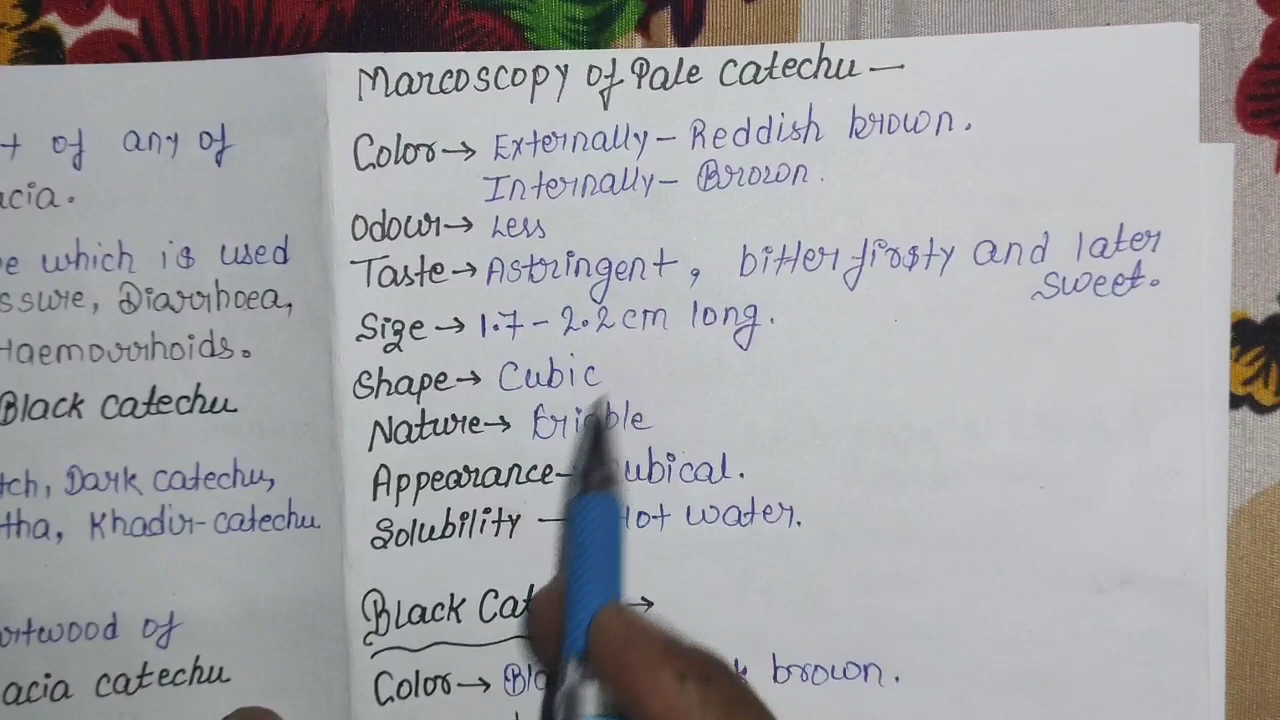 t of any of
acia.
e which is used
ssure, Diarrhoea,
Haemorrhoids.
Black catechu
tch, Dark catechu,
tha, Khadir-catechu
rtwood of
acia catechu
Marcoscopy of Pale catechu —
Color → Externally - Reddish brown.
Internally - Brown.
Odour → Less
Taste → Astringent, bitter firsty and later
sweet.
Size → 1.7 - 2.2 cm long.
Shape → Cubic
Nature →
Appearance - ubical.
Solubility — Hot water.
Black Cat →
Color → Bla k brown.